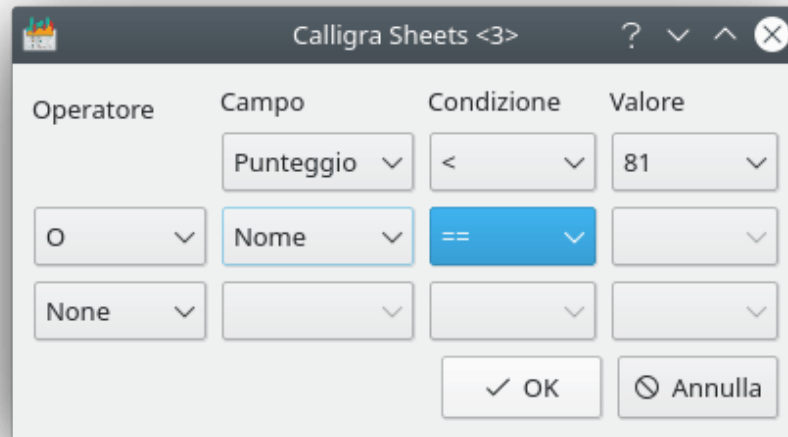 Calligra Sheets <3>
Operatore Campo Condizione Valore
Punteggio < 81
O Nome ==
None
OK Annulla